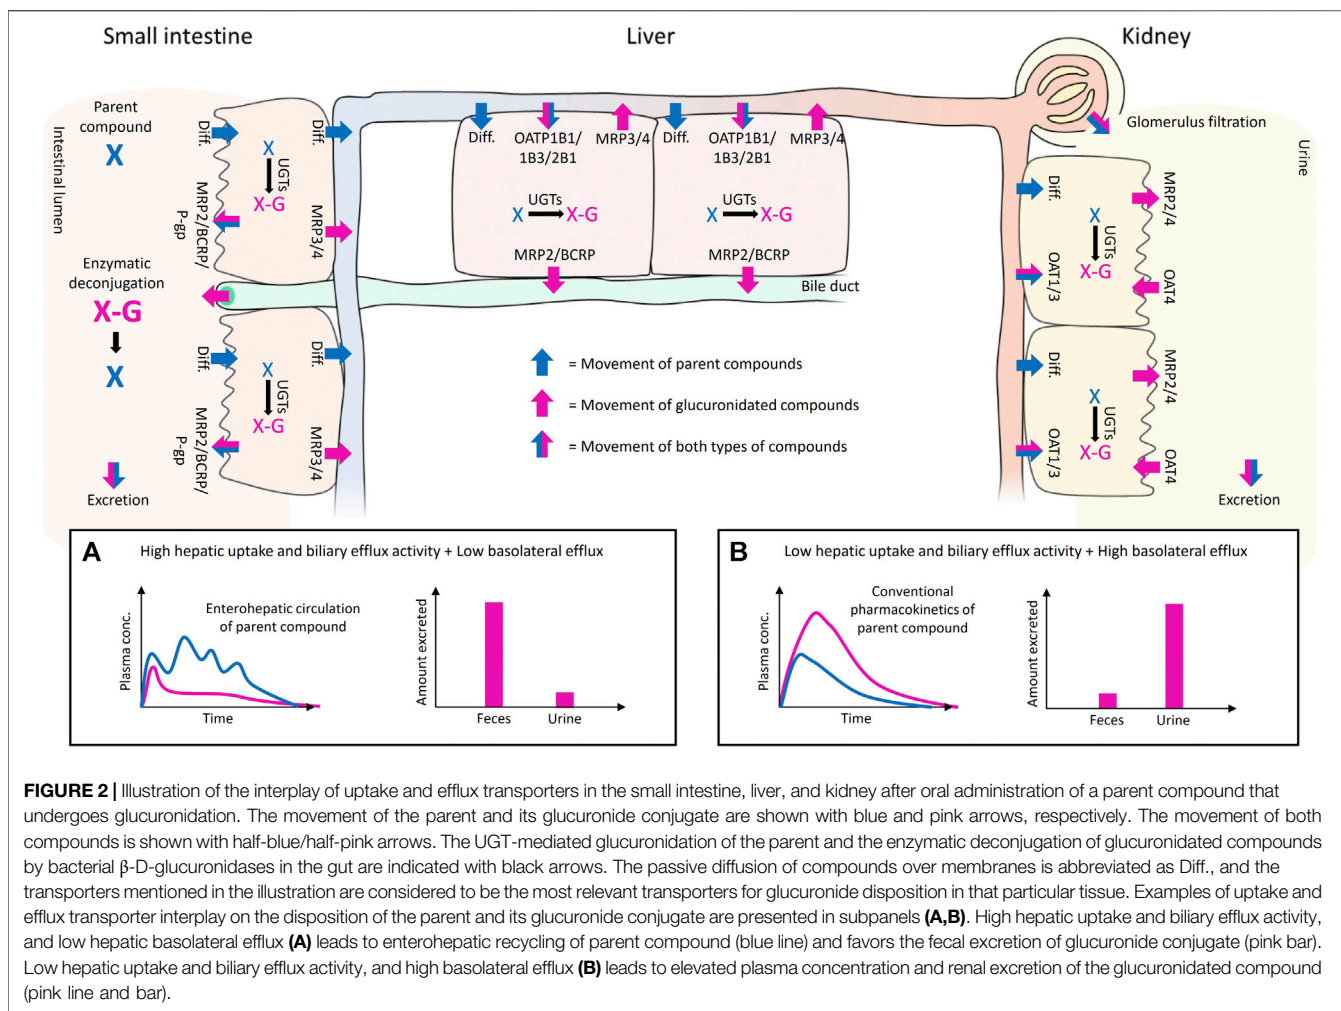 Small intestine
Liver
Kidney
Parent
compound
X
Intestinal lumen
Diff.
X
UGTs
X-G
MRP2/BCRP/
P-gp
Diff.
MRP3/4
Enzymatic
deconjugation
X-G
X
Diff.
X
UGTs
X-G
MRP2/BCRP/
P-gp
Diff.
MRP3/4
Excretion
Diff.
OATP1B1/
1B3/2B1
MRP3/4
UGTs
X
X-G
MRP2/BCRP
Diff.
OATP1B1/
1B3/2B1
MRP3/4
UGTs
X
X-G
MRP2/BCRP
Bile duct
= Movement of parent compounds
= Movement of glucuronidated compounds
= Movement of both types of compounds
Glomerulus filtration
Urine
Diff.
X
UGTs
X-G
OAT1/3
MRP2/4
OAT4
Diff.
X
UGTs
X-G
OAT1/3
MRP2/4
OAT4
Excretion
A
High hepatic uptake and biliary efflux activity + Low basolateral efflux
Plasma conc.
Enterohepatic circulation
of parent compound
Time
Amount excreted
Feces
Urine
B
Low hepatic uptake and biliary efflux activity + High basolateral efflux
Plasma conc.
Conventional
pharmacokinetics of
parent compound
Time
Amount excreted
Feces
Urine
FIGURE 2 | Illustration of the interplay of uptake and efflux transporters in the small intestine, liver, and kidney after oral administration of a parent compound that
undergoes glucuronidation. The movement of the parent and its glucuronide conjugate are shown with blue and pink arrows, respectively. The movement of both
compounds is shown with half-blue/half-pink arrows. The UGT-mediated glucuronidation of the parent and the enzymatic deconjugation of glucuronidated compounds
by bacterial β-D-glucuronidases in the gut are indicated with black arrows. The passive diffusion of compounds over membranes is abbreviated as Diff., and the
transporters mentioned in the illustration are considered to be the most relevant transporters for glucuronide disposition in that particular tissue. Examples of uptake and
efflux transporter interplay on the disposition of the parent and its glucuronide conjugate are presented in subpanels (A,B). High hepatic uptake and biliary efflux activity,
and low hepatic basolateral efflux (A) leads to enterohepatic recycling of parent compound (blue line) and favors the fecal excretion of glucuronide conjugate (pink bar).
Low hepatic uptake and biliary efflux activity, and high basolateral efflux (B) leads to elevated plasma concentration and renal excretion of the glucuronidated compound
(pink line and bar).